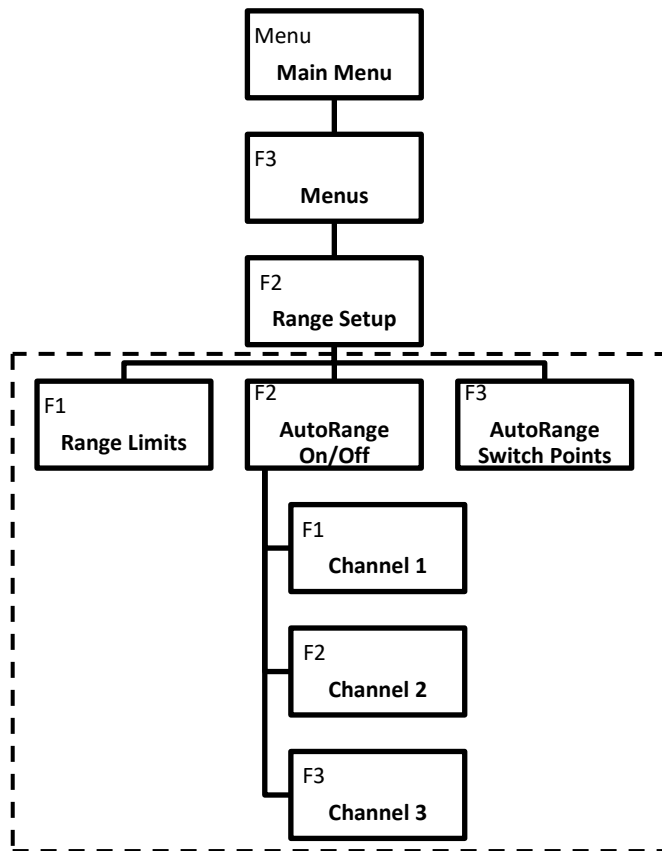 Menu
Main Menu
F3
Menus
F2
Range Setup
F1
Range Limits
F2
AutoRange
On/Off
F3
AutoRange
Switch Points
F1
Channel 1
F2
Channel 2
F3
Channel 3